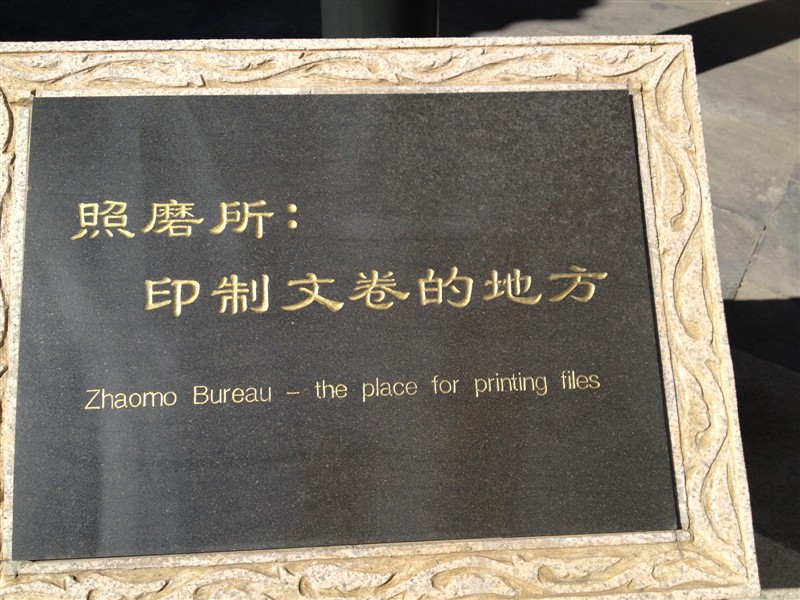 照磨所：
印制文卷的地方
Zhaomo Bureau – the place for printing files